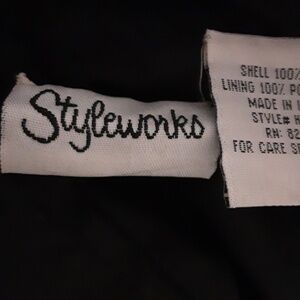 Styleworks
SHELL 100%
LINING 100% PO
MADE IN
STYLE# H
RN: 82
FOR CARE SE